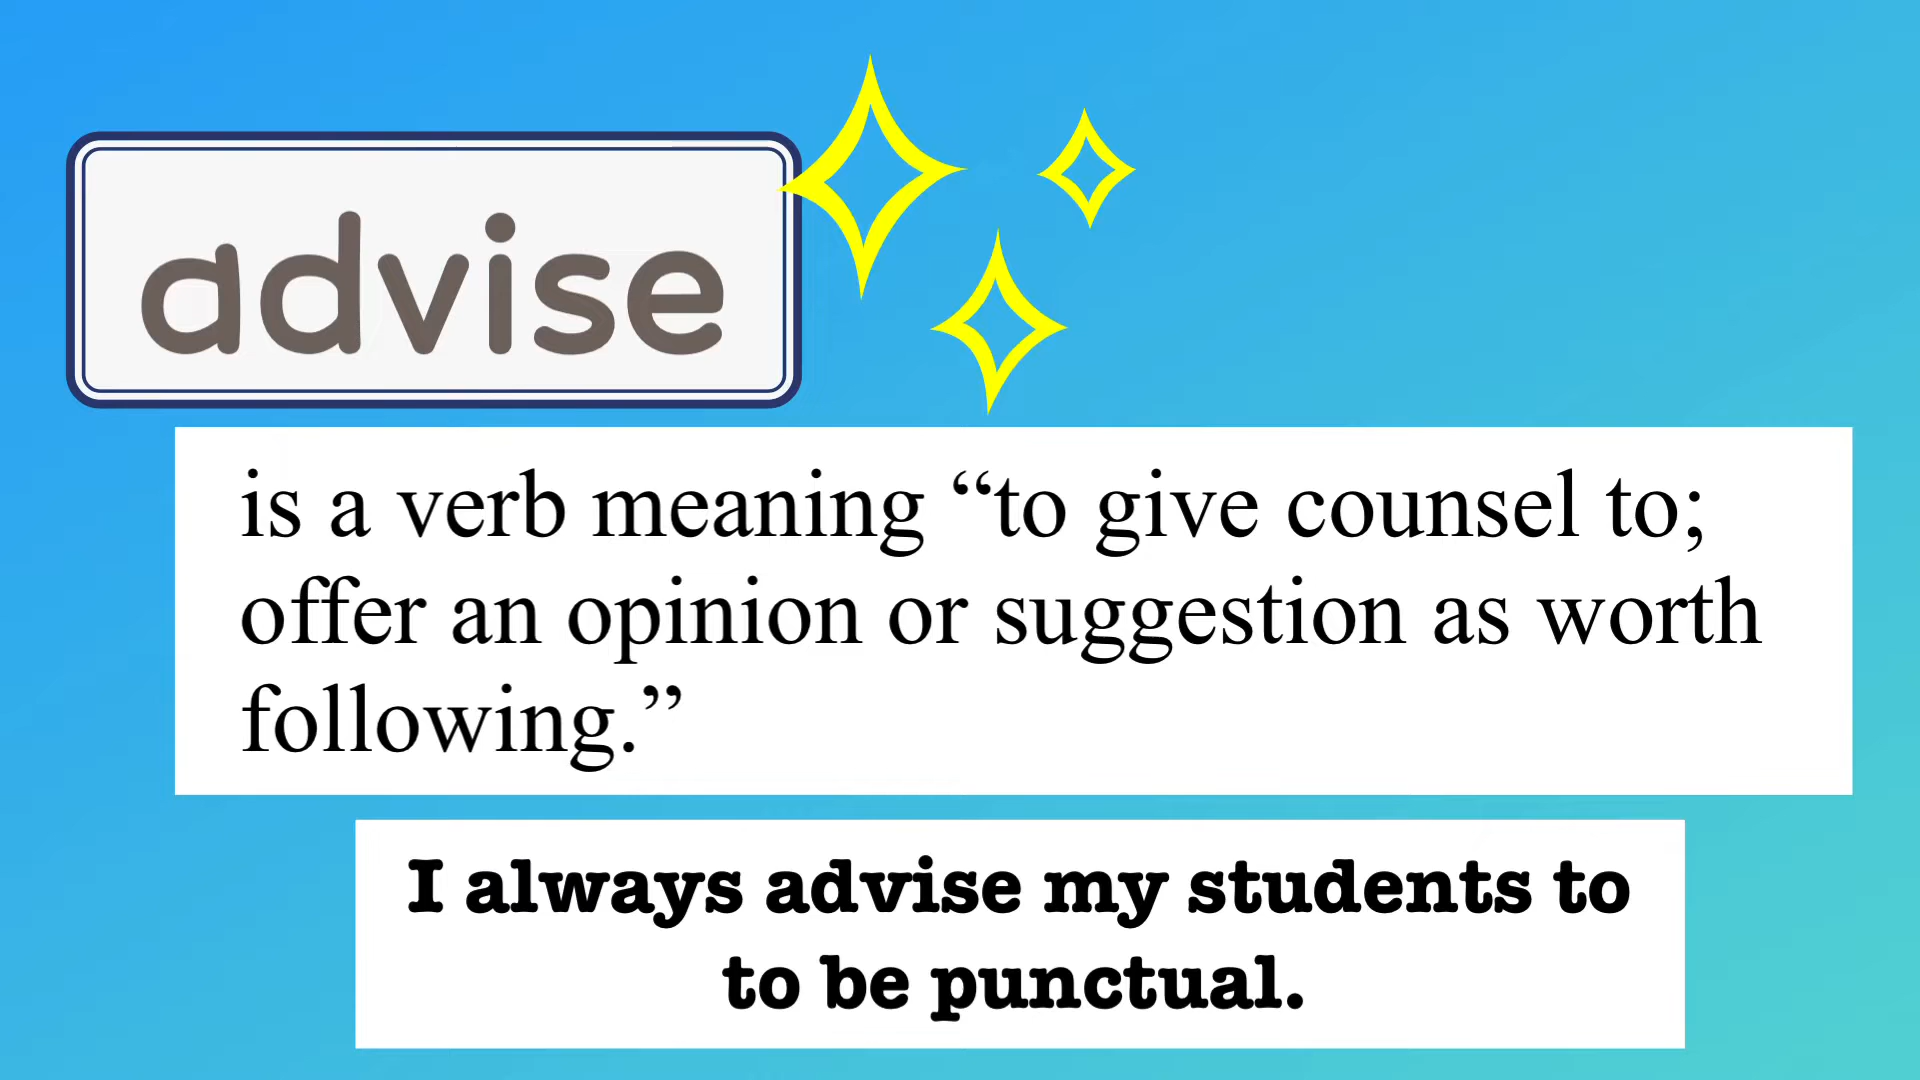 advise
is a verb meaning “to give counsel to;
offer an opinion or suggestion as worth
following.”
I always advise my students to
to be punctual.